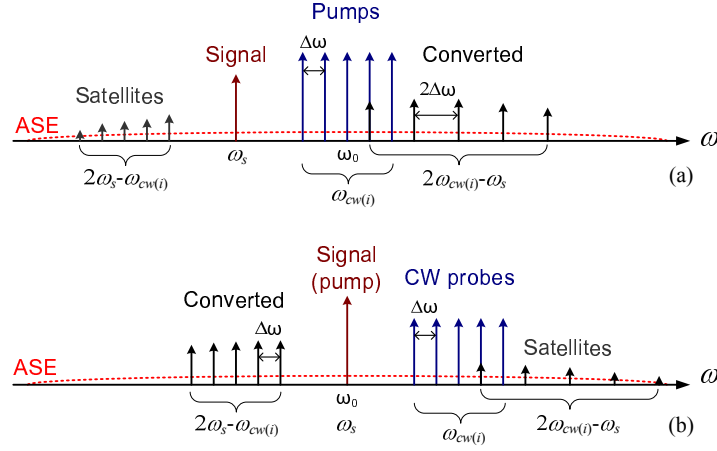 Pumps
Δω
Signal
Converted
2Δω
Satellites
ASE
ω
ωs
ω0
2ωs-ωcw(i)
ωcw(i)
2ωcw(i)-ωs
(a)
Signal
(pump)
CW probes
Converted
Δω
Δω
Satellites
ASE
ω
ω0
2ωs-ωcw(i)
ωs
ωcw(i)
2ωcw(i)-ωs
(b)